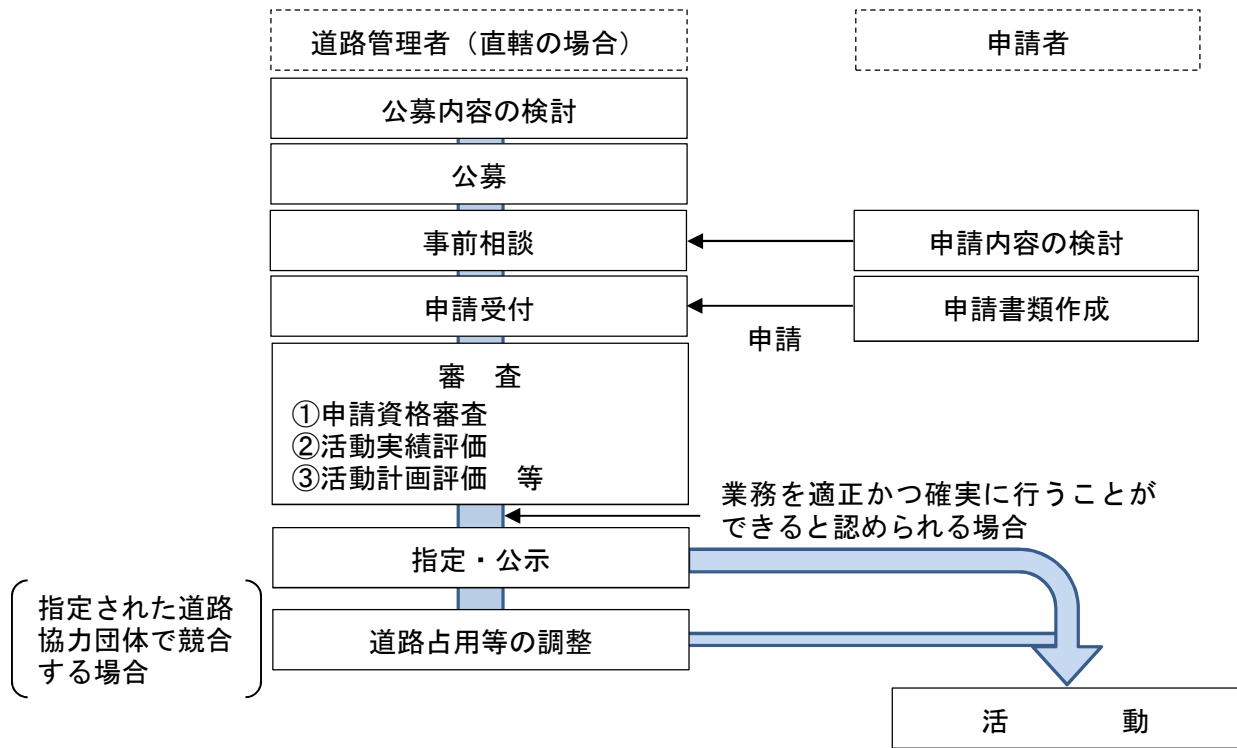 道路管理者（直轄の場合）
申請者
公募内容の検討
公募
事前相談
申請内容の検討
申請受付
申請書類作成
申請
審　査
①申請資格審査
②活動実績評価
③活動計画評価　等
業務を適正かつ確実に行うことが
できると認められる場合
指定・公示
指定された道路
協力団体で競合
する場合
道路占用等の調整
活　　　動